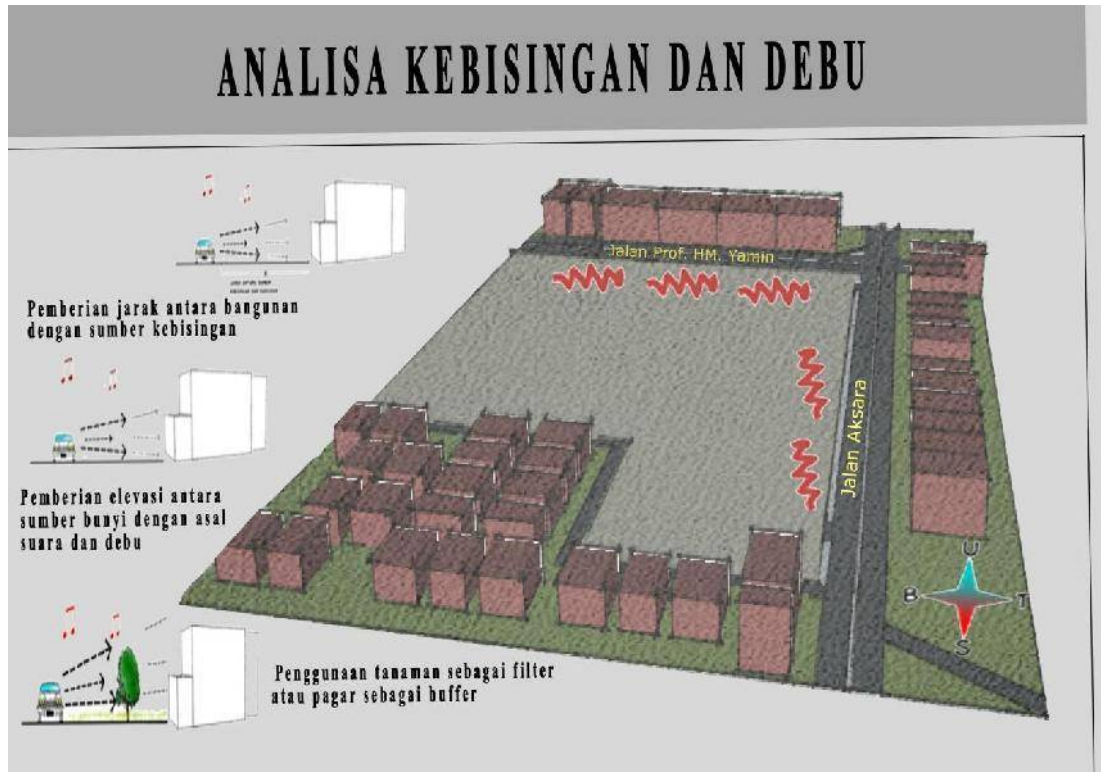 ANALISA KEBISINGAN DAN DEBU
Pemberian jarak antara bangunan
dengan sumber kebisingan
Pemberian elevasi antara
sumber bunyi dengan asal
suara dan debu
Penggunaan tanaman sebagai filter
atau pagar sebagai buffer
Jalan Prof. HM. Yamin
Jalan Aksara
U
B T
S